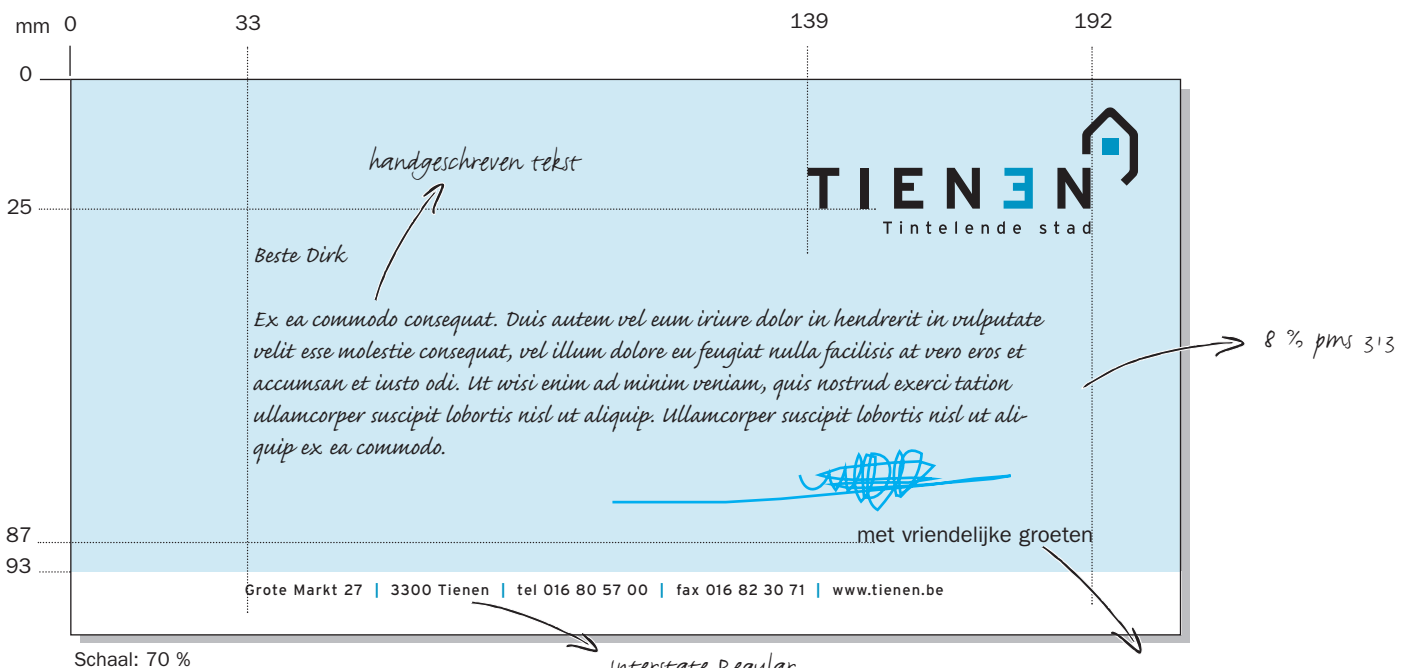 mm 0 33 139 192
0
handgeschreven tekst
TIENEN
25
Tintelende stad
Beste Dirk
Ex ea commodo consequat. Duis autem vel eum iriure dolor in hendrerit in vulputate
velit esse molestie consequat, vel illum dolore eu feugiat nulla facilisis at vero eros et
accumsan et iusto odi. Ut wisi enim ad minim veniam, quis nostrud exerci tation
ullamcorper suscipit lobortis nisl ut aliquip. Ullamcorper suscipit lobortis nisl ut ali-
quip ex ea commodo.
8 % pms 313
87
met vriendelijke groeten
93
Grote Markt 27 | 3300 Tienen | tel 016 80 57 00 | fax 016 82 30 71 | www.tienen.be
Schaal: 70 %
Interstate Regular